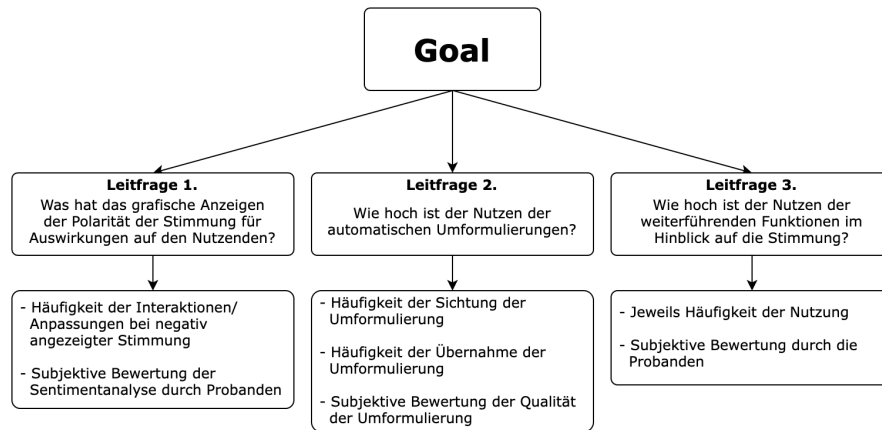 Goal
Leitfrage 1.
Was hat das grafische Anzeigen
der Polarität der Stimmung für
Auswirkungen auf den Nutzenden?
Leitfrage 2.
Wie hoch ist der Nutzen der
automatischen Umformulierungen?
Leitfrage 3.
Wie hoch ist der Nutzen der
weiterführenden Funktionen im
Hinblick auf die Stimmung?
- Häufigkeit der Interaktionen/
Anpassungen bei negativ
angezeigter Stimmung
- Subjektive Bewertung der
Sentimentanalyse durch Probanden
- Häufigkeit der Sichtung der
Umformulierung
- Häufigkeit der Übernahme der
Umformulierung
- Subjektive Bewertung der Qualität
der Umformulierung
- Jeweils Häufigkeit der Nutzung
- Subjektive Bewertung durch die
Probanden